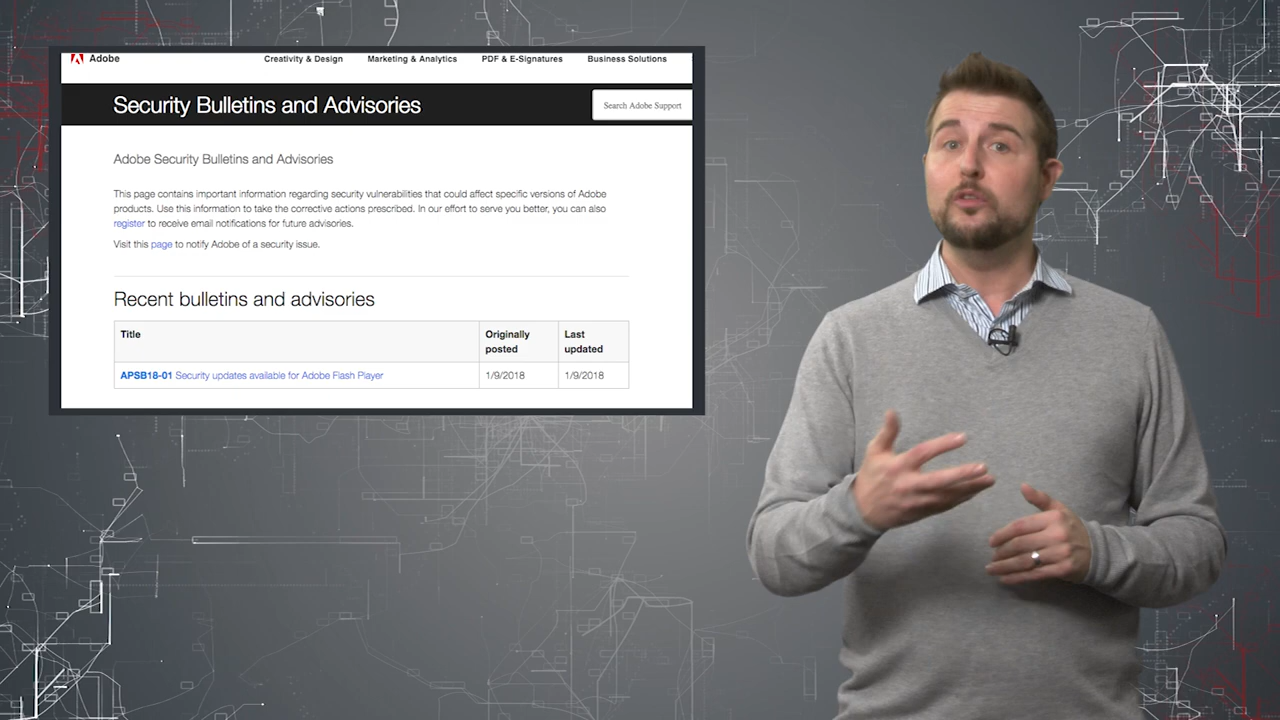 Adobe Creativity & Design Marketing & Analytics PDF & E-Signatures Business Solutions
Security Bulletins and Advisories Search Adobe Support
Adobe Security Bulletins and Advisories
This page contains important information regarding security vulnerabilities that could affect specific versions of Adobe
products. Use this information to take the corrective actions prescribed. In our effort to serve you better, you can also
register to receive email notifications for future advisories.
Visit this page to notify Adobe of a security issue.
Recent bulletins and advisories
Title Originally posted Last updated
APSB18-01 Security updates available for Adobe Flash Player 1/9/2018 1/9/2018